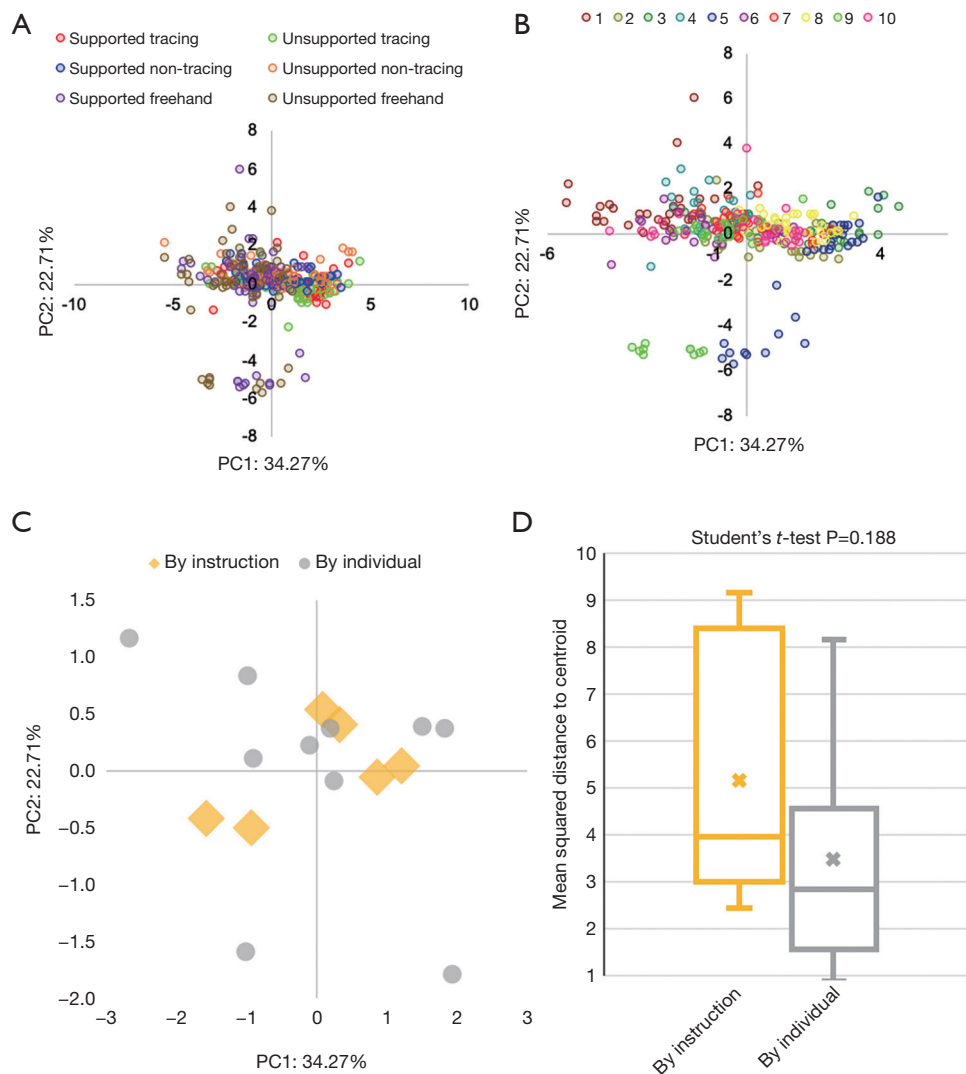 A
Supported tracing Unsupported tracing
Supported non-tracing Unsupported non-tracing
Supported freehand Unsupported freehand
8
6
4
2
0
-2
-4
-6
-8
-10 -5 0 5 10
PC2: 22.71%
PC1: 34.27%
B
1 2 3 4 5 6 7 8 9 10
8
6
4
2
0
-2
-4
-6
-8
-6 -1 4
PC2: 22.71%
PC1: 34.27%
C
By instruction By individual
1.5
1.0
0.5
0.0
−0.5
−1.0
−1.5
−2.0
−3 −2 −1 0 1 2 3
PC2: 22.71%
PC1: 34.27%
D
Student's t-test P=0.188
10
9
8
7
6
5
4
3
2
1
Mean squared distance to centroid
By instruction
By individual